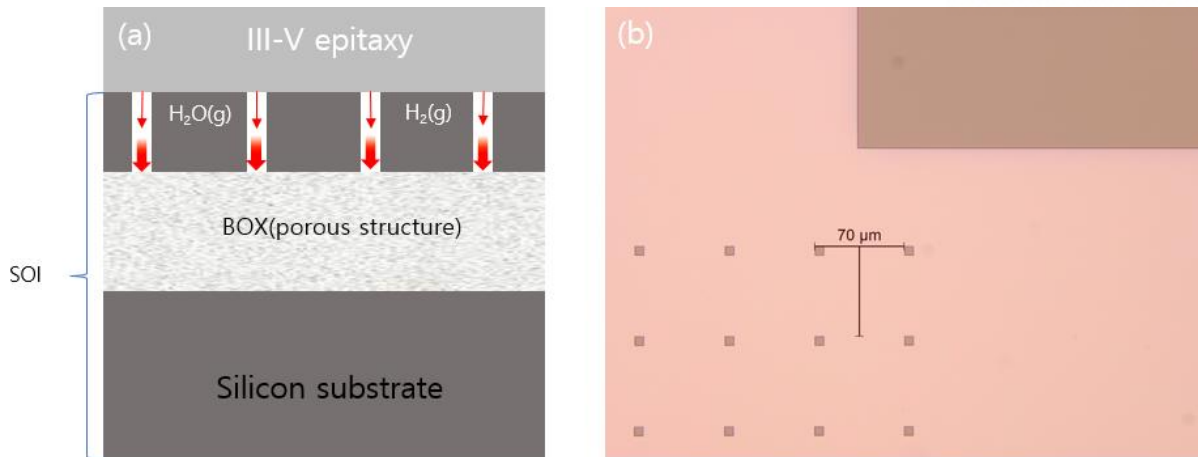 (a)
III-V epitaxy
H₂O(g)
H₂(g)
BOX(porous structure)
SOI
Silicon substrate
(b)
70 µm